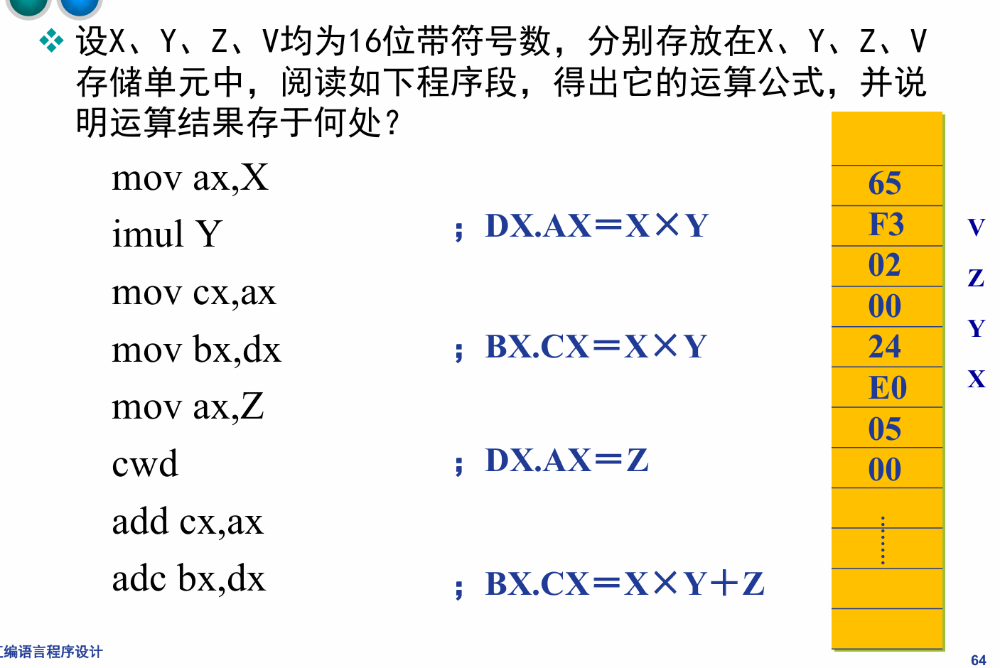 设X、Y、Z、V均为16位带符号数，分别存放在X、Y、Z、V
存储单元中，阅读如下程序段，得出它的运算公式，并说
明运算结果存于何处？
mov ax,X
imul Y ；DX.AX＝X×Y
mov cx,ax
mov bx,dx ；BX.CX＝X×Y
mov ax,Z
cwd ；DX.AX＝Z
add cx,ax
adc bx,dx ；BX.CX＝X×Y＋Z
65
F3
02
00
24
E0
05
00
………
V
Z
Y
X
编语言程序设计
64